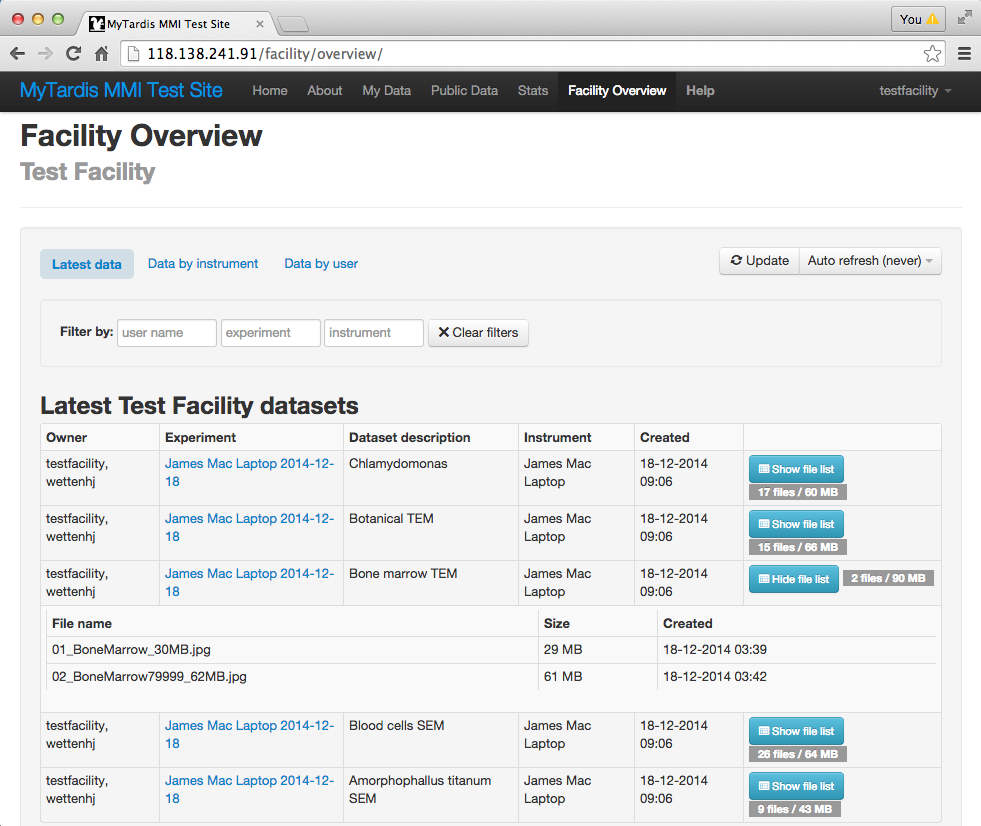 MyTardis MMI Test Site
You
118.138.241.91/facility/overview/
MyTardis MMI Test Site Home About My Data Public Data Stats Facility Overview Help testfacility
Facility Overview
Test Facility
Latest data Data by instrument Data by user Update Auto refresh (never)
Filter by: user name experiment instrument Clear filters
Latest Test Facility datasets
Owner Experiment Dataset description Instrument Created
testfacility, James Mac Laptop 2014-12- Chlamydomonas James Mac 18-12-2014 Show file list
wettenhj 18 Laptop 09:06 17 files / 60 MB
testfacility, James Mac Laptop 2014-12- Botanical TEM James Mac 18-12-2014 Show file list
wettenhj 18 Laptop 09:06 15 files / 66 MB
testfacility, James Mac Laptop 2014-12- Bone marrow TEM James Mac 18-12-2014 Hide file list 2 files / 90 MB
wettenhj 18 Laptop 09:06
File name Size Created
01_BoneMarrow_30MB.jpg 29 MB 18-12-2014 03:39
02_BoneMarrow79999_62MB.jpg 61 MB 18-12-2014 03:42
testfacility, James Mac Laptop 2014-12- Blood cells SEM James Mac 18-12-2014 Show file list
wettenhj 18 Laptop 09:06 26 files / 64 MB
testfacility, James Mac Laptop 2014-12- Amorphophallus titanum James Mac 18-12-2014 Show file list
wettenhj 18 SEM Laptop 09:06 9 files / 43 MB